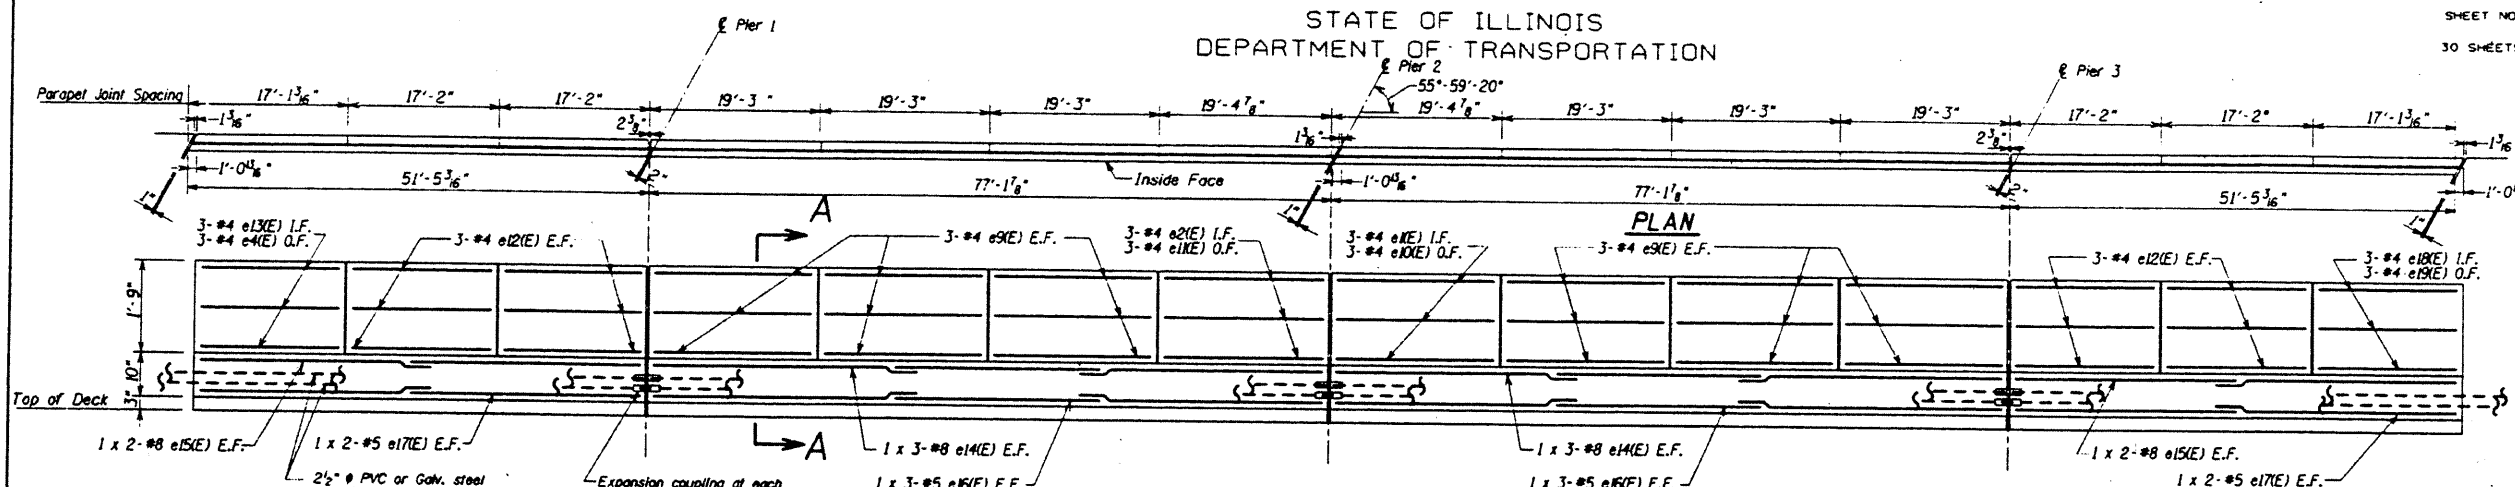 STATE OF ILLINOIS
DEPARTMENT OF TRANSPORTATION
SHEET NO
30 SHEETS
℄ Pier 1
℄ Pier 2
55°-59'-20"
℄ Pier 3
Parapet Joint Spacing
17'-1 3/16"
17'-2"
17'-2"
19'-3"
19'-3"
19'-3"
19'-4 7/8"
19'-4 7/8"
19'-3"
19'-3"
19'-3"
17'-2"
17'-2"
17'-1 3/16"
1 3/16"
2 3/8"
1 3/16"
2 3/8"
1 3/16"
1'-0 13/16"
51'-5 3/16"
2"
77'-1 7/8"
Inside Face
1'-0 13/16"
77'-1 7/8"
2"
51'-5 3/16"
1'-0
1"
1"
1"
PLAN
A
3-#4 e13(E) I.F.
3-#4 e4(E) O.F.
3-#4 e12(E) E.F.
3-#4 e9(E) E.F.
3-#4 e2(E) I.F.
3-#4 e11(E) O.F.
3-#4 e1(E) I.F.
3-#4 e10(E) O.F.
3-#4 e9(E) E.F.
3-#4 e12(E) E.F.
3-#4 e18(E) I.F.
3-#4 e19(E) O.F.
1'-9"
10"
3"
Top of Deck
1 x 2-#8 e15(E) E.F.
1 x 2-#5 e17(E) E.F.
A
1 x 3-#8 e14(E) E.F.
1 x 3-#8 e14(E) E.F.
1 x 2-#8 e15(E) E.F.
2½" φ PVC or Galv. steel
Expansion coupling at each
1 x 3-#5 e16(E) E.F.
1 x 3-#5 e16(E) E.F.
1 x 2-#5 e17(E) E.F.